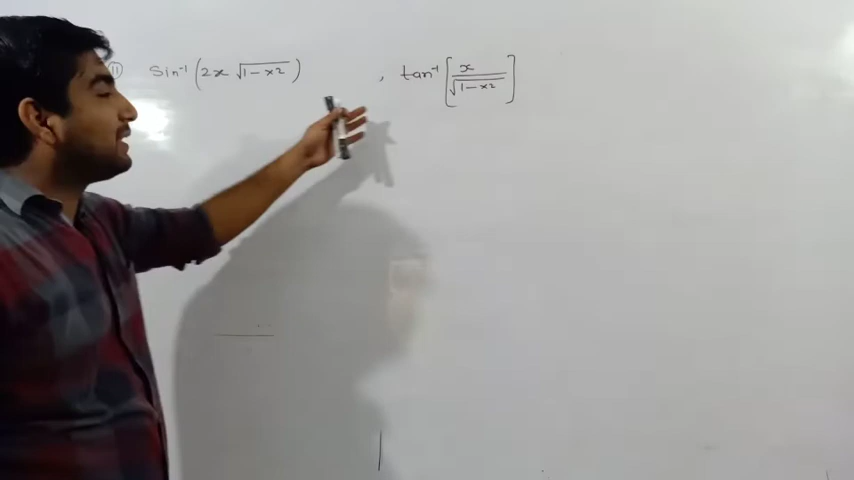 (11) Sin⁻¹ (2x √1-x2) , tan⁻¹ [x / √1-x2]